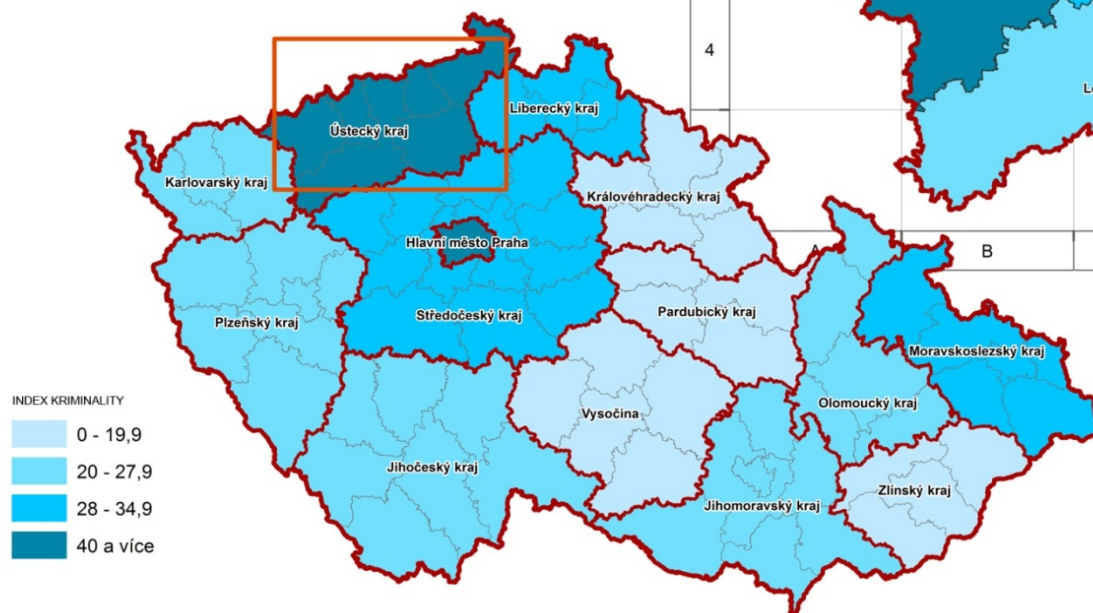 4
Liberecký kraj
Ústecký kraj
Karlovarský kraj
Královéhradecký kraj
Hlavní město Praha
A
B
Plzeňský kraj
Středočeský kraj
Pardubický kraj
Moravskoslezský kraj
Olomoucký kraj
Vysočina
Jihočeský kraj
Zlínský kraj
Jihomoravský kraj
INDEX KRIMINALITY
0 - 19,9
20 - 27,9
28 - 34,9
40 a více